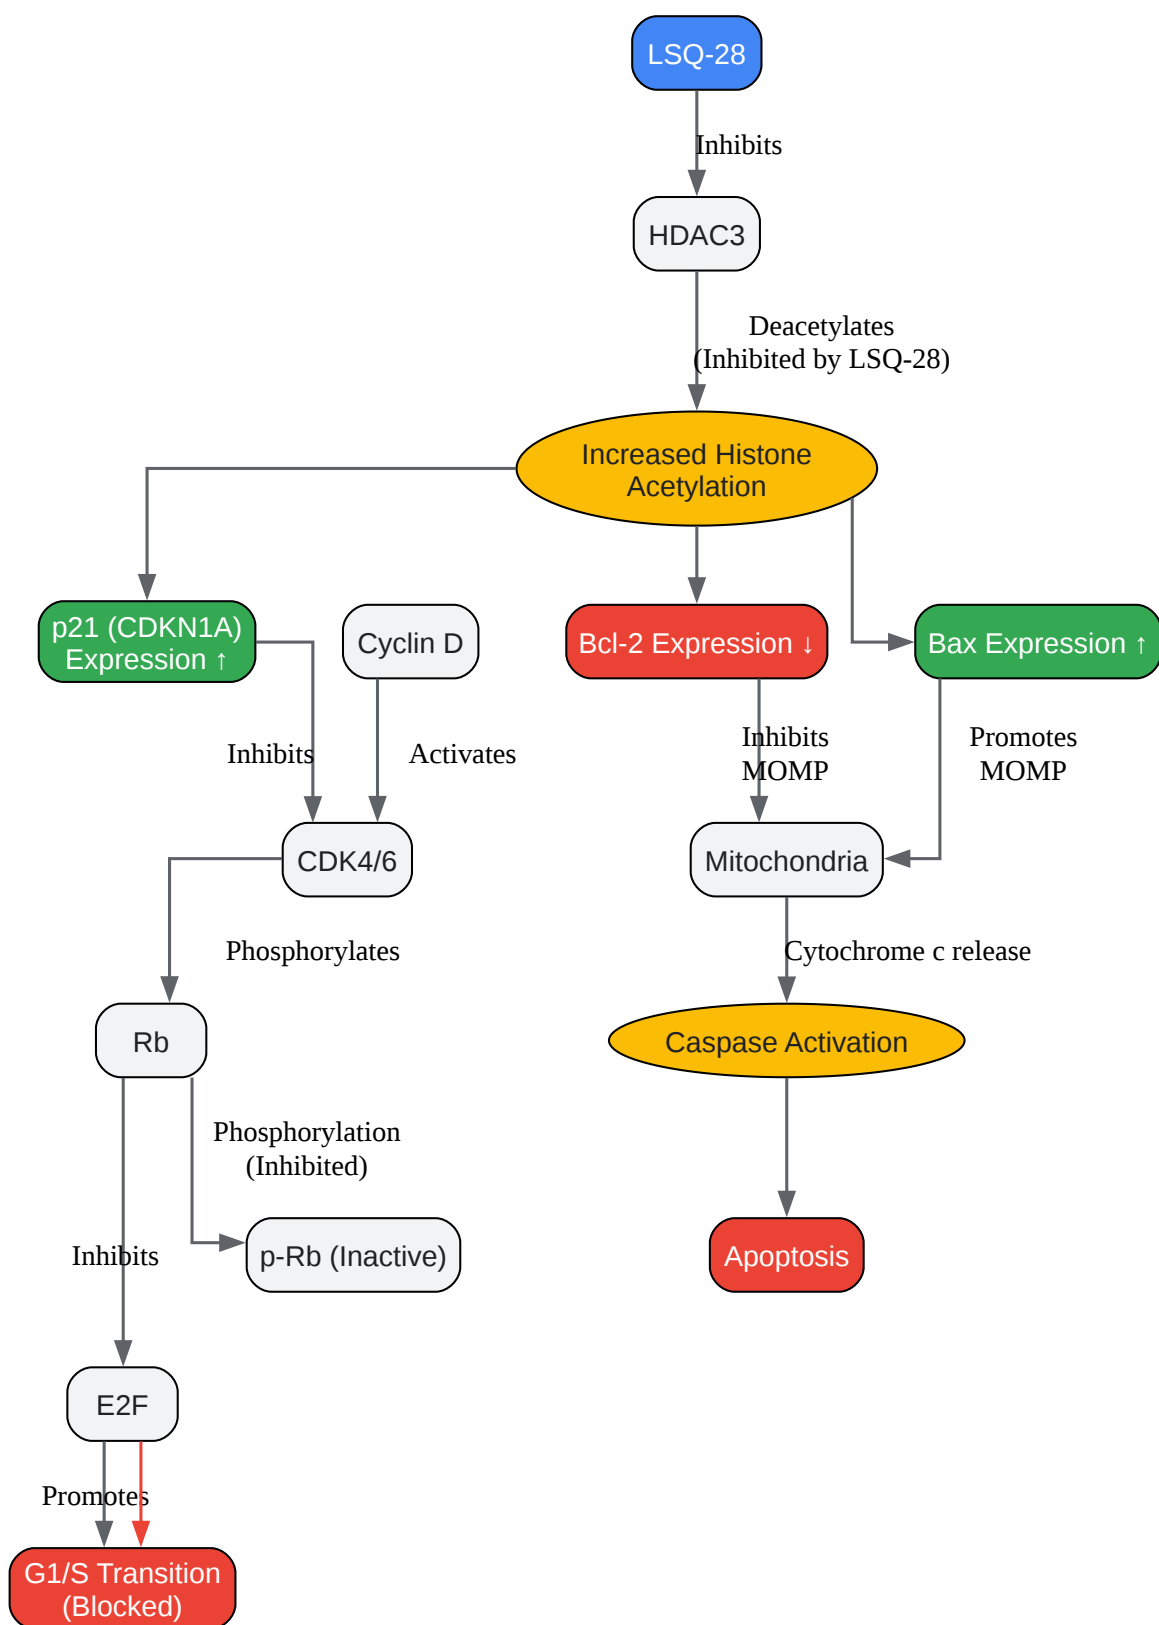 LSQ-28
Inhibits
HDAC3
Deacetylates
(Inhibited by LSQ-28)
Increased Histone
Acetylation
p21 (CDKN1A)
Expression ↑
Cyclin D
Bcl-2 Expression ↓
Bax Expression ↑
Inhibits
Activates
Inhibits
MOMP
Promotes
MOMP
CDK4/6
Mitochondria
Phosphorylates
Cytochrome c release
Rb
Caspase Activation
Phosphorylation
(Inhibited)
Inhibits
p-Rb (Inactive)
Apoptosis
E2F
Promotes
G1/S Transition
(Blocked)